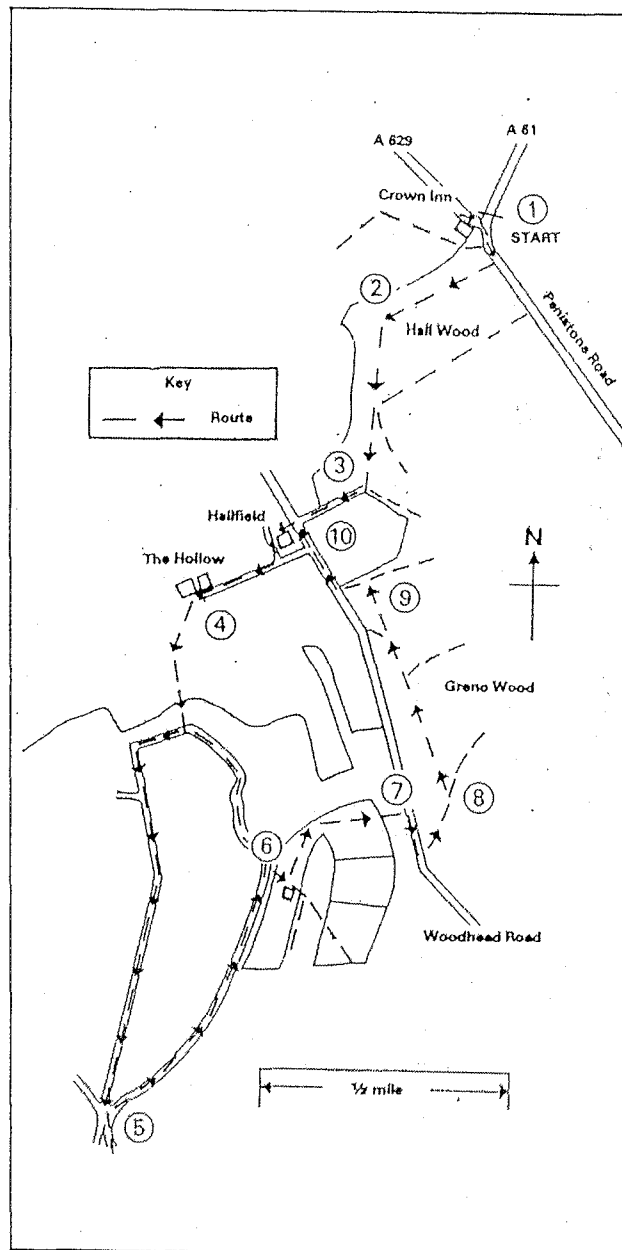 A 629
A 61
Crown Inn
1
START
2
Hall Wood
Penistone Road
Key
Route
3
Hallfield
10
N
The Hollow
9
4
Greno Wood
7
8
6
Woodhead Road
½ mile
5